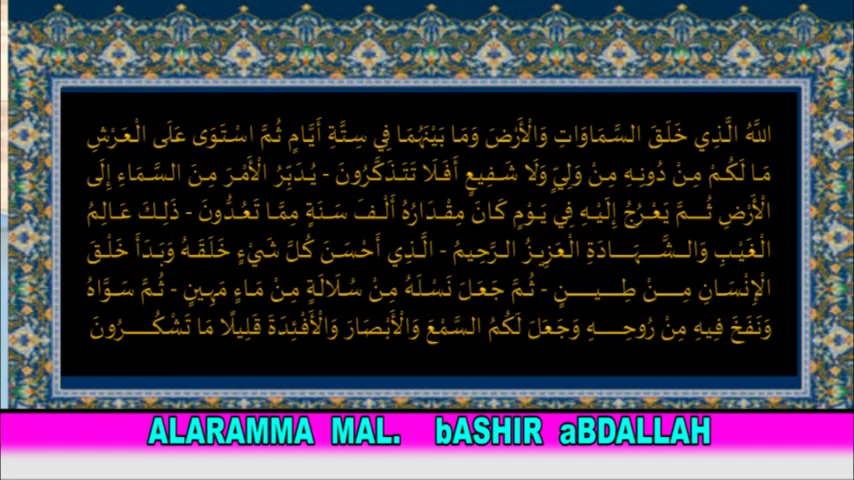 اللَّهُ الَّذِي خَلَقَ السَّمَاوَاتِ وَالْأَرْضَ وَمَا بَيْنَهُمَا فِي سِتَّةِ أَيَّامٍ ثُمَّ اسْتَوَى عَلَى الْعَرْشِ
مَا لَكُمْ مِنْ دُونِهِ مِنْ وَلِيٍّ وَلَا شَفِيعٍ أَفَلَا تَتَذَكَّرُونَ - يُدَبِّرُ الْأَمْرَ مِنَ السَّمَاءِ إِلَى
الْأَرْضِ ثُمَّ يَعْرُجُ إِلَيْهِ فِي يَوْمٍ كَانَ مِقْدَارُهُ أَلْفَ سَنَةٍ مِمَّا تَعُدُّونَ - ذَلِكَ عَالِمُ
الْغَيْبِ وَالشَّهَادَةِ الْعَزِيزُ الرَّحِيمُ - الَّذِي أَحْسَنَ كُلَّ شَيْءٍ خَلَقَهُ وَبَدَأَ خَلْقَ
الْإِنْسَانِ مِنْ طِينٍ - ثُمَّ جَعَلَ نَسْلَهُ مِنْ سُلَالَةٍ مِنْ مَاءٍ مَهِينٍ - ثُمَّ سَوَّاهُ
وَنَفَخَ فِيهِ مِنْ رُوحِهِ وَجَعَلَ لَكُمُ السَّمْعَ وَالْأَبْصَارَ وَالْأَفْئِدَةَ قَلِيلًا مَا تَشْكُرُونَ
ALARAMMA MAL. bASHIR aBDALLAH